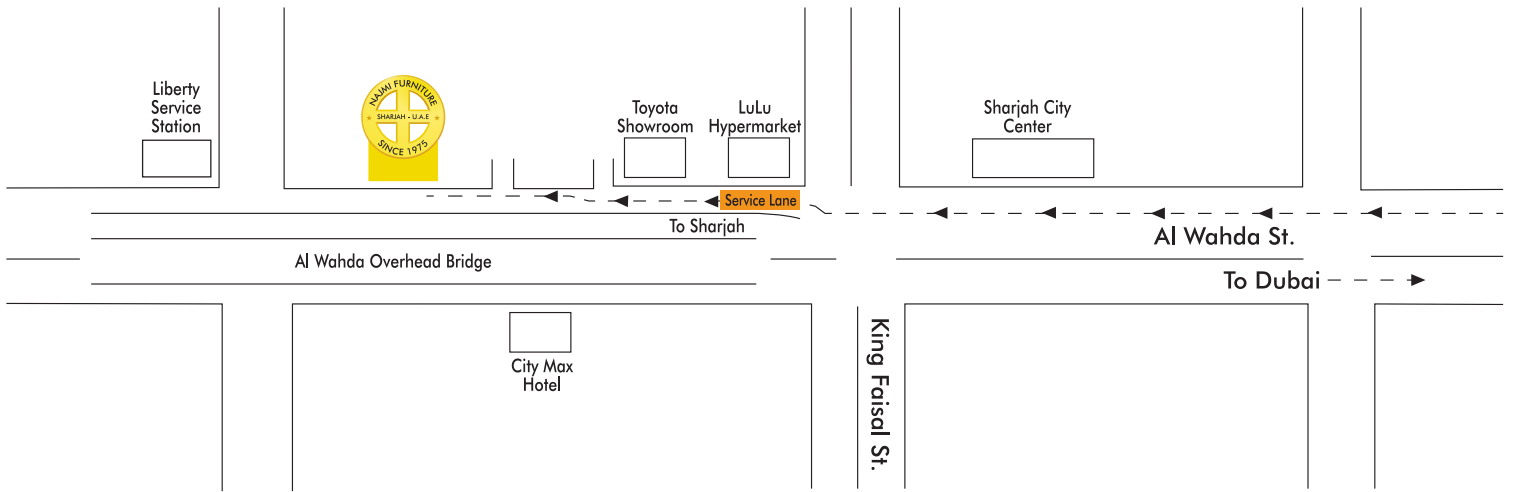 Liberty
Service
Station
NAJMI FURNITURE
SHARJAH - U.A.E
SINCE 1975
Toyota
Showroom
LuLu
Hypermarket
Sharjah City
Center
Service Lane
To Sharjah
Al Wahda St.
Al Wahda Overhead Bridge
To Dubai
City Max
Hotel
King Faisal St.